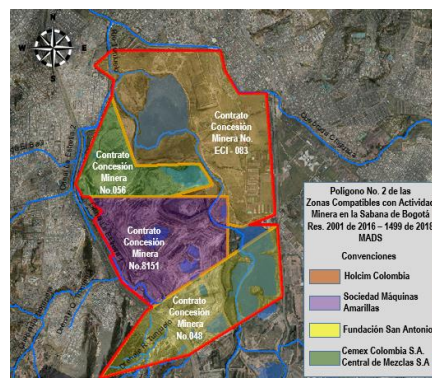 N
W
E
S
Contrato
Concesión
Minera No
ECI - 083
Contrato
Concesión
Minera
No.056
Contrato
Concesión
Minera
No.8151
Contrato
Concesión
Minera
No.048
Polígono No. 2 de las
Zonas Compatibles con Actividad
Minera en la Sabana de Bogotá
Res. 2001 de 2016 – 1499 de 2018
MADS
Convenciones
Holcim Colombia
Sociedad Máquinas
Amarillas
Fundación San Antonio
Cemex Colombia S.A.
Central de Mezclas S.A